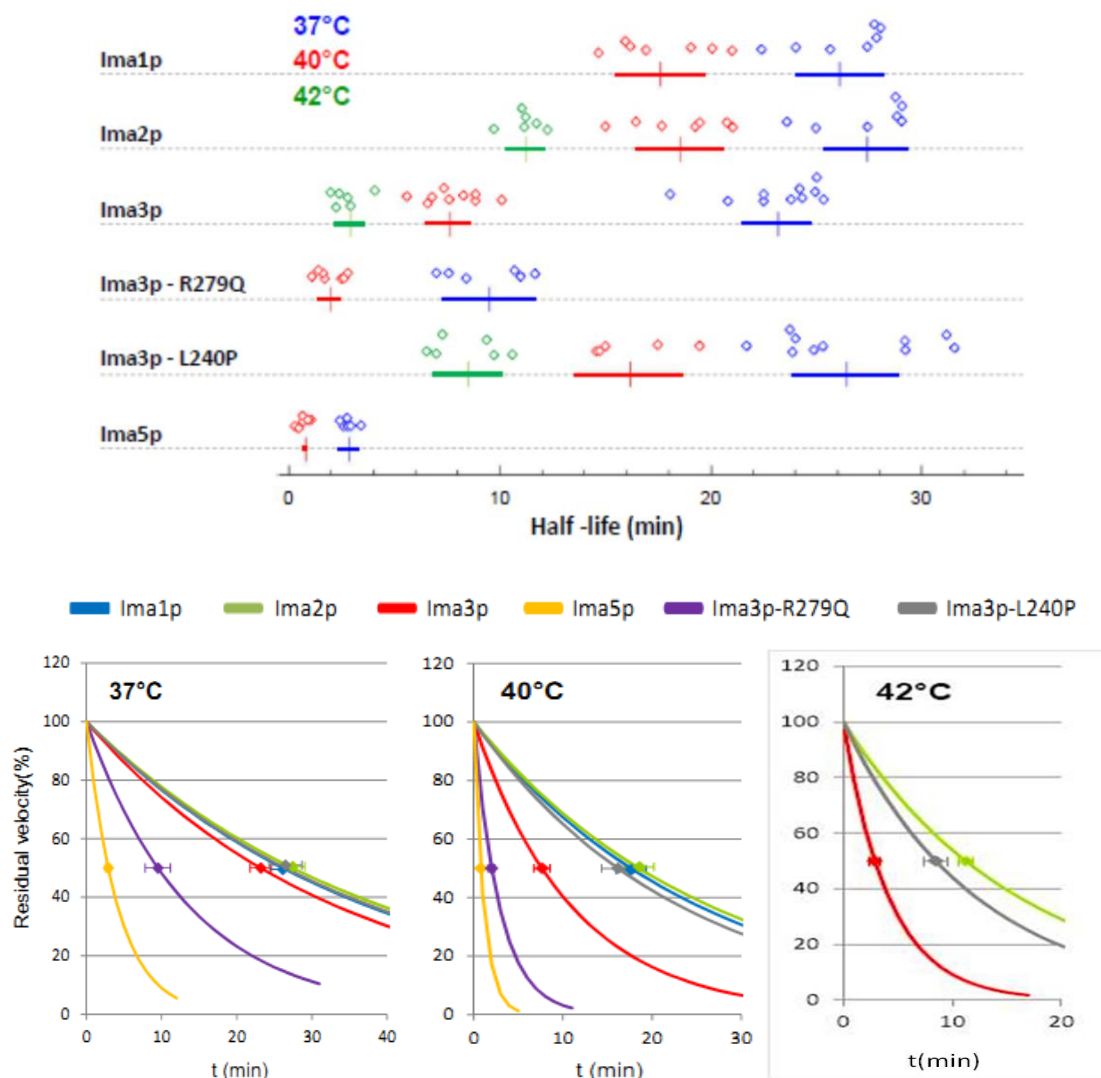 37°C
Ima1p
40°C
42°C
Ima2p
Ima3p
Ima3p - R279Q
Ima3p - L240P
Ima5p
0 10 20 30
Half -life (min)
Ima1p Ima2p Ima3p Ima5p Ima3p-R279Q Ima3p-L240P
120
100
80
60
40
20
0
Residual velocity(%)
37°C
0 10 20 30 40
t (min)
120
100
80
60
40
20
0
40°C
0 10 20 30
t (min)
120
100
80
60
40
20
0
42°C
0 10 20
t(min)